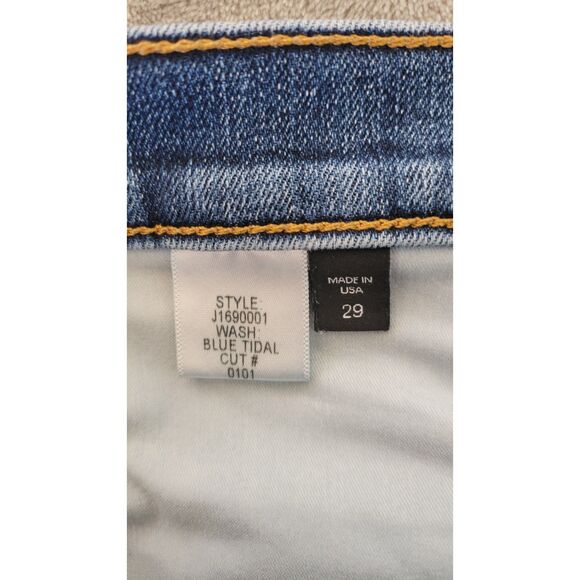 STYLE
J1690001
WASH:
BLUE TIDAL
CUT #
0101
MADE IN
USA
29